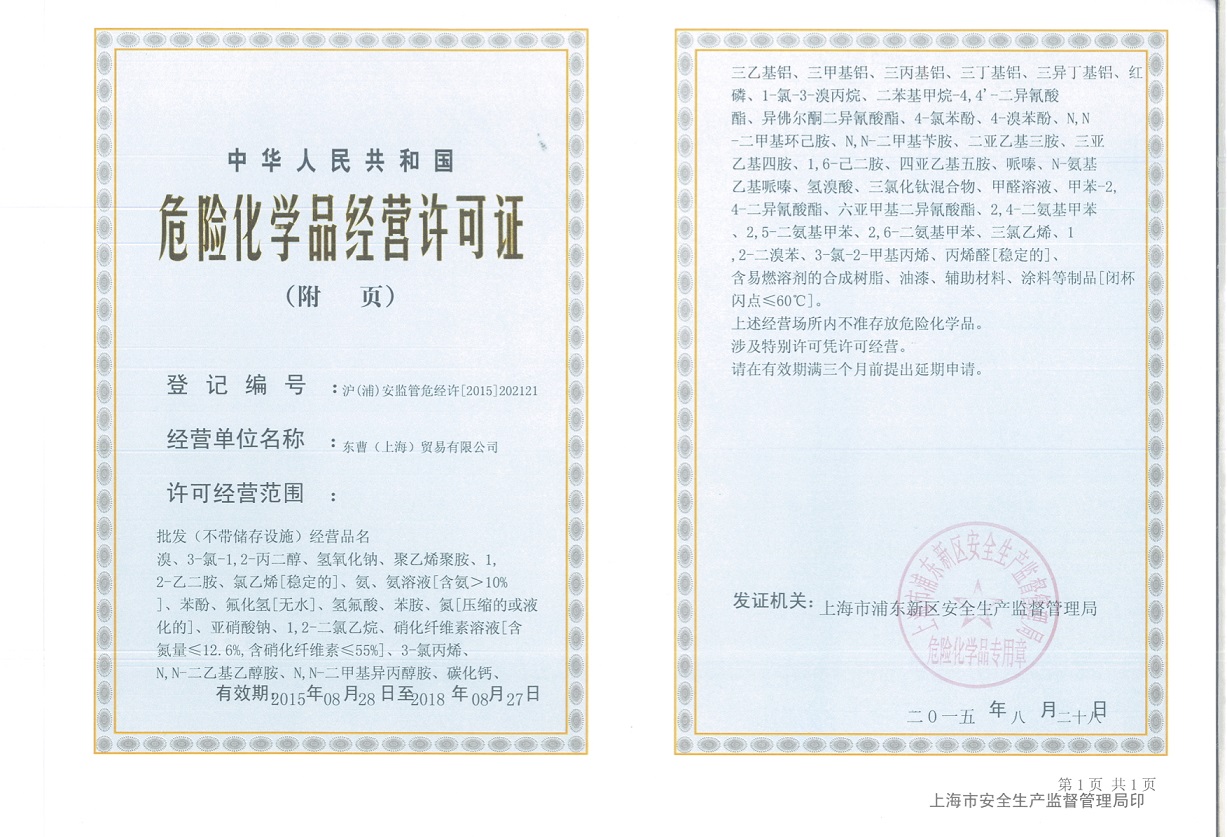 中华人民共和国
危险化学品经营许可证
（附 页）
登记编号：沪(浦)安监管危经许[2015]202121
经营单位名称：东曹（上海）贸易有限公司
许可经营范围：
批发（不带储存设施）经营品名
溴、3-氯-1,2-丙二醇、氢氧化钠、聚乙烯聚胺、1,
2-乙二胺、氯乙烯[稳定的]、氨、氨溶液[含氨＞10%
]、苯酚、氟化氢[无水]、氢氟酸、苯胺、氮[压缩的或液
化的]、亚硝酸钠、1,2-二氯乙烷、硝化纤维素溶液[含
氮量≤12.6%,含硝化纤维素≤55%]、3-氯丙烯、
N,N-二乙基乙醇胺、N,N-二甲基异丙醇胺、碳化钙、
有效期:2015年08月28日至2018年08月27日
三乙基铝、三甲基铝、三丙基铝、三丁基铝、三异丁基铝、红
磷、1-氯-3-溴丙烷、二苯基甲烷-4,4'-二异氰酸
酯、异佛尔酮二异氰酸酯、4-氯苯酚、4-溴苯酚、N,N
-二甲基环己胺、N,N-二甲基苄胺、二亚乙基三胺、三亚
乙基四胺、1,6-己二胺、四亚乙基五胺、哌嗪、N-氨基
乙基哌嗪、氢溴酸、三氯化钛混合物、甲醛溶液、甲苯-2,
4-二异氰酸酯、六亚甲基二异氰酸酯、2,4-二氨基甲苯
、2,5-二氨基甲苯、2,6-二氨基甲苯、三氯乙烯、1
,2-二溴苯、3-氯-2-甲基丙烯、丙烯醛[稳定的]、
含易燃溶剂的合成树脂、油漆、辅助材料、涂料等制品[闭杯
闪点≤60℃]。
上述经营场所内不准存放危险化学品。
涉及特别许可凭许可经营。
请在有效期满三个月前提出延期申请。
发证机关:上海市浦东新区安全生产监督管理局
上海市浦东新区安全生产监督管理局
危险化学品专用章
二0一五年八月二十八日
第1页 共1页
上海市安全生产监督管理局印